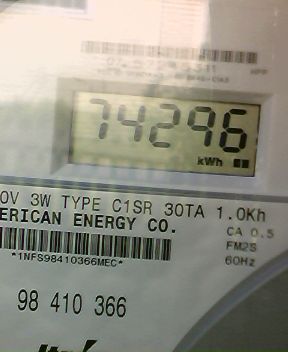 74296
kWh
0V 3W TYPE C1SR 30TA 1.0Kh
ERICAN ENERGY CO.
CA 0.5
FM2S
60Hz
*1NFS98410366MEC*
98 410 366